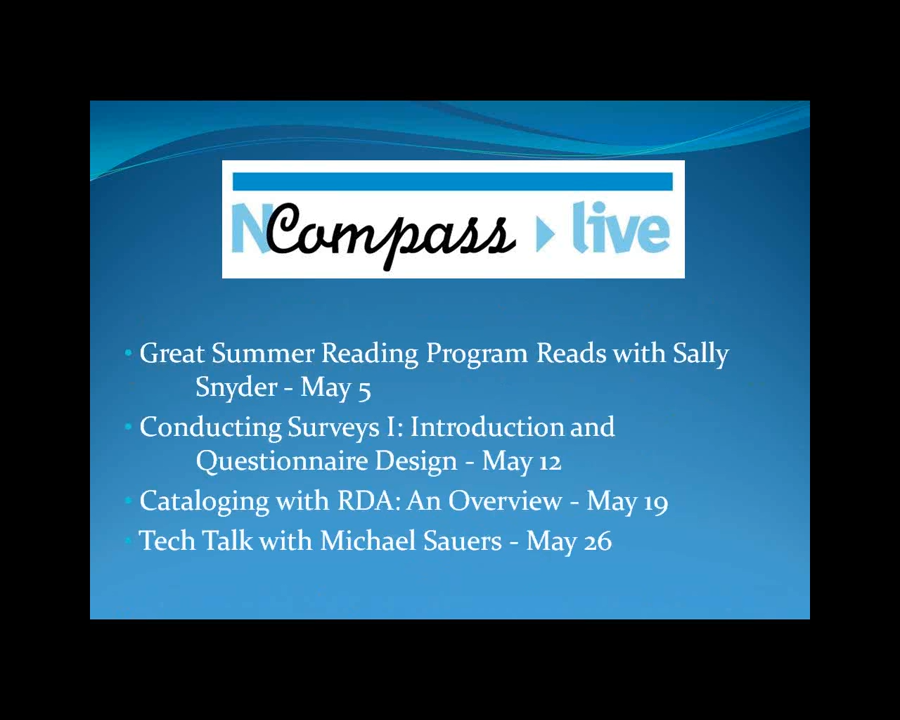 NCompass live
• Great Summer Reading Program Reads with Sally
Snyder - May 5
• Conducting Surveys I: Introduction and
Questionnaire Design - May 12
• Cataloging with RDA: An Overview - May 19
• Tech Talk with Michael Sauers - May 26